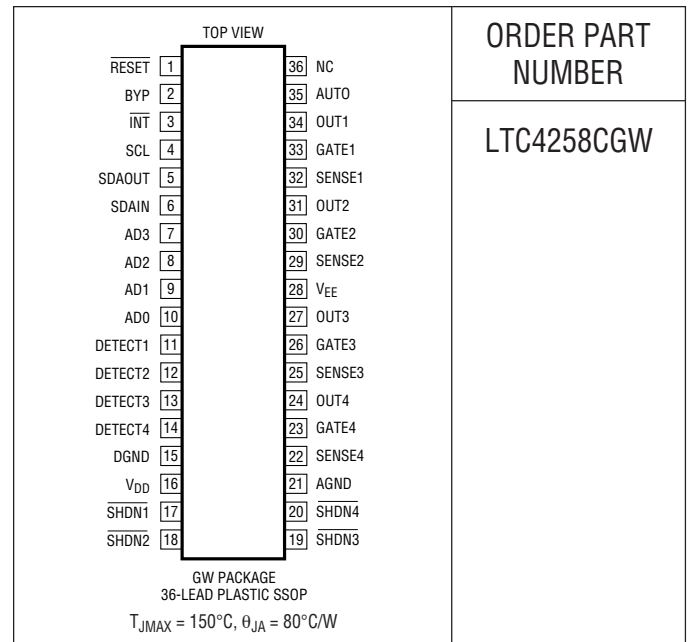 TOP VIEW
RESET 1 36 NC
BYP 2 35 AUTO
INT 3 34 OUT1
SCL 4 33 GATE1
SDAOUT 5 32 SENSE1
SDAIN 6 31 OUT2
AD3 7 30 GATE2
AD2 8 29 SENSE2
AD1 9 28 VEE
AD0 10 27 OUT3
DETECT1 11 26 GATE3
DETECT2 12 25 SENSE3
DETECT3 13 24 OUT4
DETECT4 14 23 GATE4
DGND 15 22 SENSE4
VDD 16 21 AGND
SHDN1 17 20 SHDN4
SHDN2 18 19 SHDN3
GW PACKAGE
36-LEAD PLASTIC SSOP
TJMAX = 150°C, θJA = 80°C/W
ORDER PART
NUMBER
LTC4258CGW